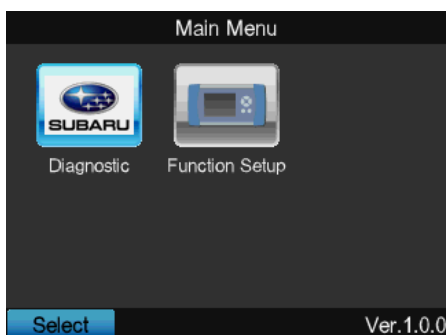 Main Menu
SUBARU
Diagnostic
Function Setup
Select
Ver.1.0.0